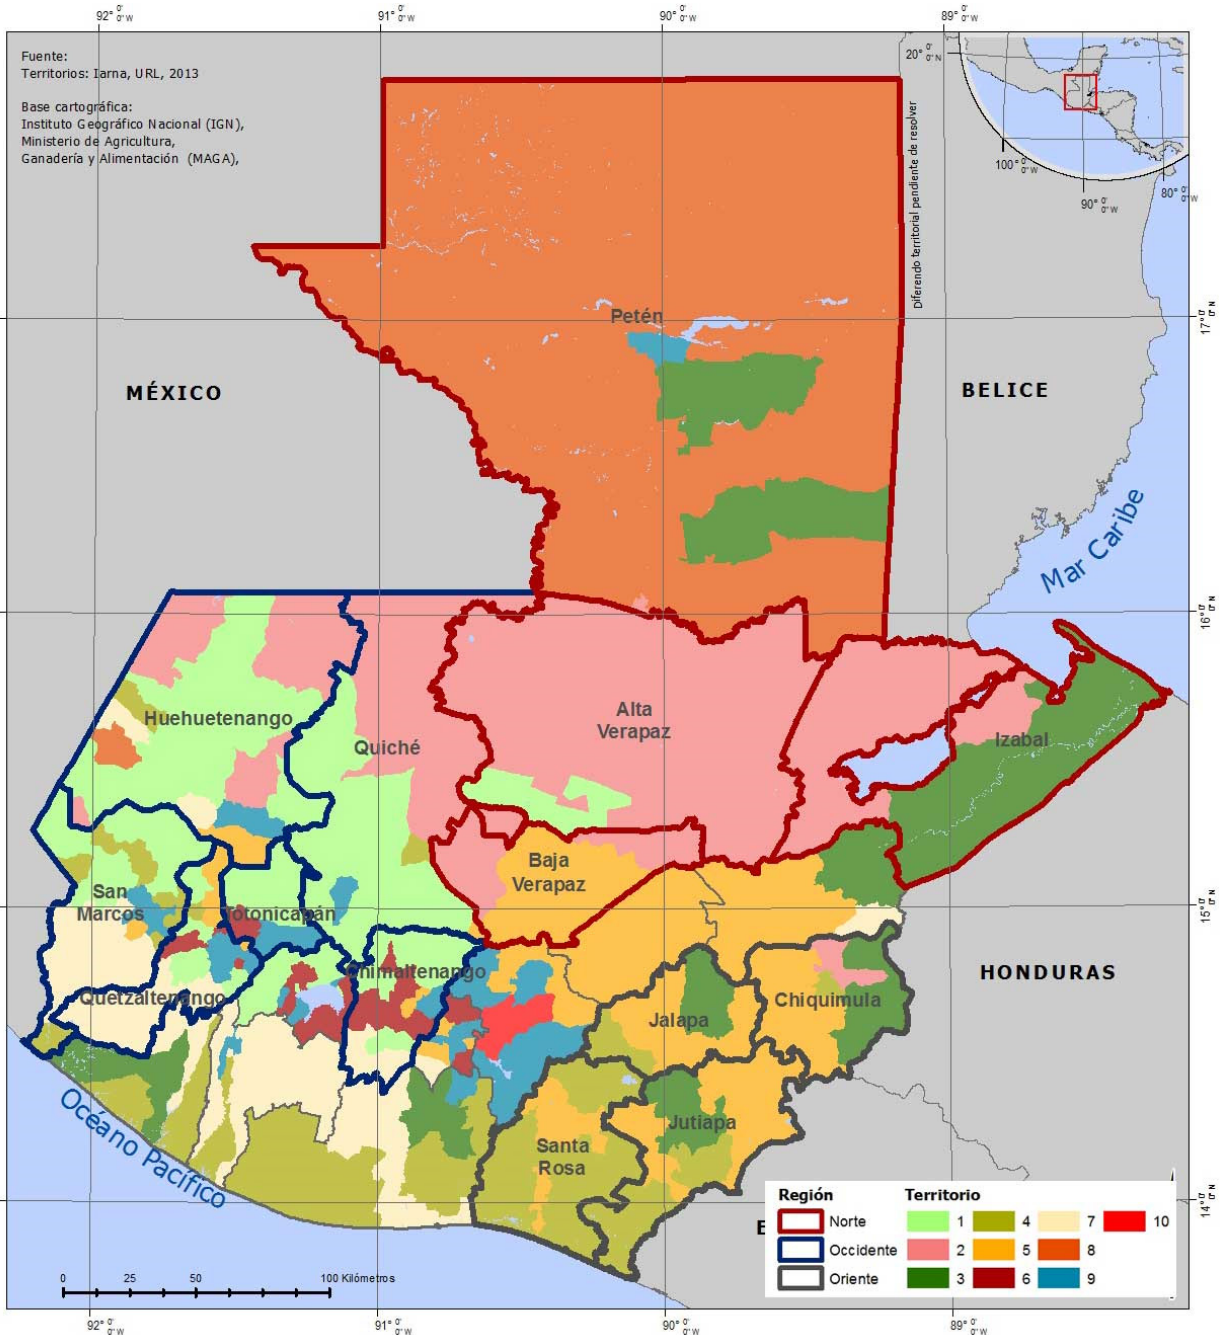 92° 0' 0" W
91° 0' 0" W
90° 0' 0" W
89° 0' 0" W
Fuente:
Territorios: Iarna, URL, 2013
Base cartográfica:
Instituto Geográfico Nacional (IGN),
Ministerio de Agricultura,
Ganadería y Alimentación (MAGA),
20° 0' 0" N
100° 0' 0" W
90° 0' 0" W
80° 0' 0" W
Diferendo territorial pendiente de resolver
Petén
17° 0' 0" N
MÉXICO
BELICE
Mar Caribe
16° 0' 0" N
Huehuetenango
Quiché
Alta
Verapaz
Izabal
Baja
Verapaz
San
Marcos
Totonicapán
15° 0' 0" N
Chimaltenango
HONDURAS
Quetzaltenango
Chiquimula
Jalapa
Océano Pacífico
Jutiapa
Santa
Rosa
14° 0' 0" N
E
Región
Norte
Occidente
Oriente
Territorio
1 4 7 10
2 5 8
3 6 9
0 25 50 100 Kilómetros
92° 0' 0" W
91° 0' 0" W
90° 0' 0" W
89° 0' 0" W